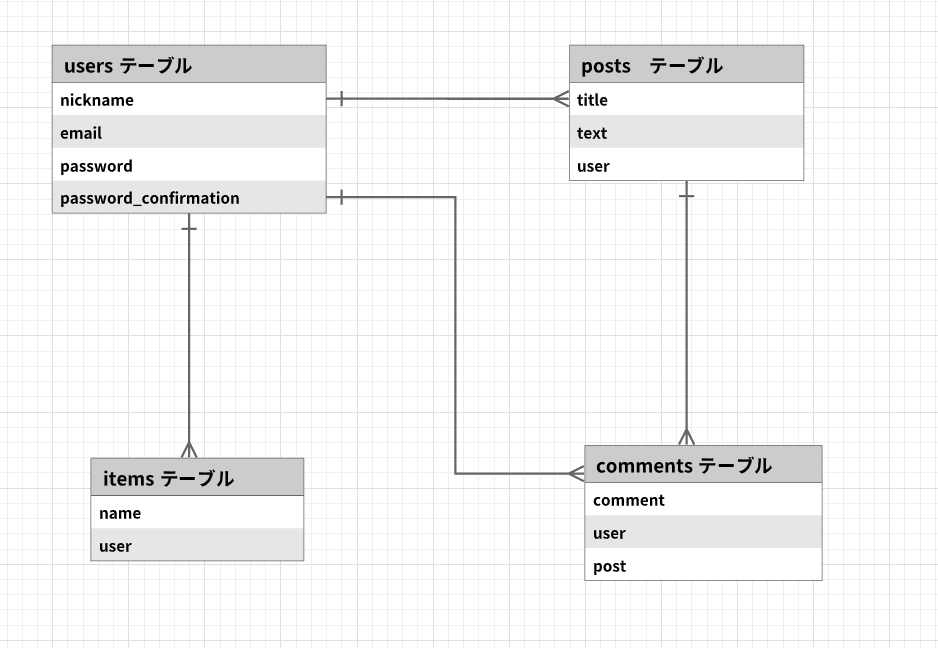 users テーブル
nickname
email
password
password_confirmation
posts　テーブル
title
text
user
items テーブル
name
user
comments テーブル
comment
user
post